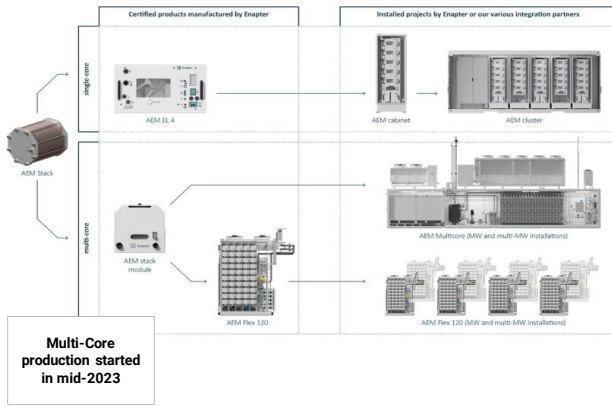 Certified products manufactured by Enapter
Installed projects by Enapter or our various integration partners
single-core
AEM EL 4
AEM cabinet
AEM cluster
AEM Stack
multi-core
AEM stack
module
AEM Multicore (MW and multi-MW installations)
AEM Flex 120
AEM Flex 120 (MW and multi-MW installations)
Multi-Core
production started
in mid-2023